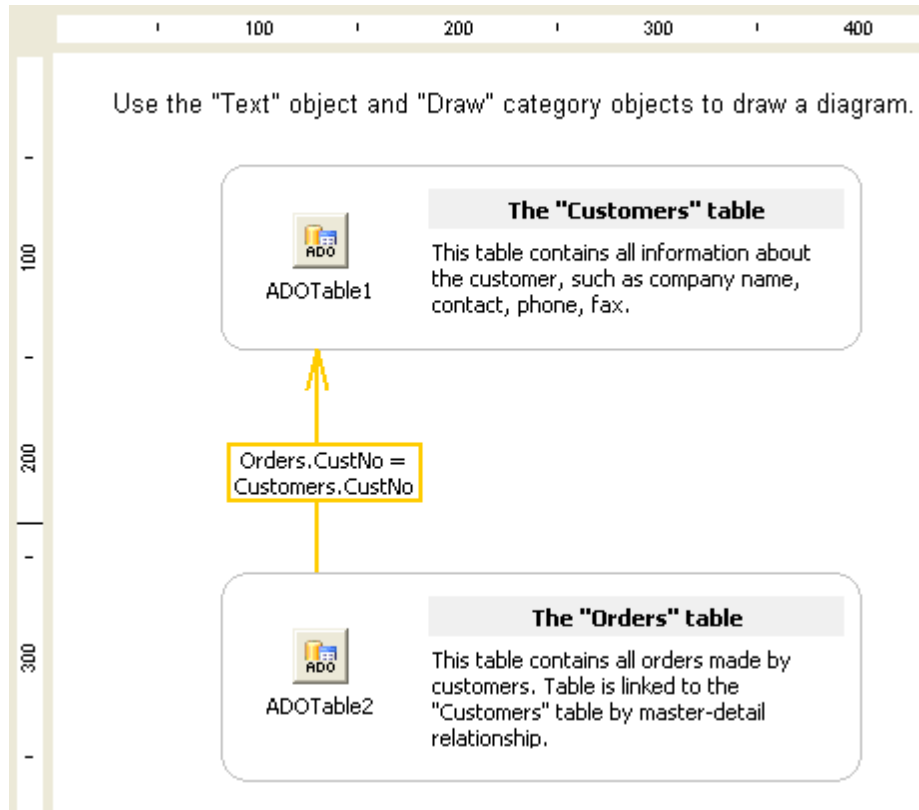 100 200 300 400
Use the "Text" object and "Draw" category objects to draw a diagram.
The "Customers" table
ADO
ADOTable1
This table contains all information about
the customer, such as company name,
contact, phone, fax.
100
Orders.CustNo =
Customers.CustNo
200
The "Orders" table
ADO
ADOTable2
This table contains all orders made by
customers. Table is linked to the
"Customers" table by master-detail
relationship.
300